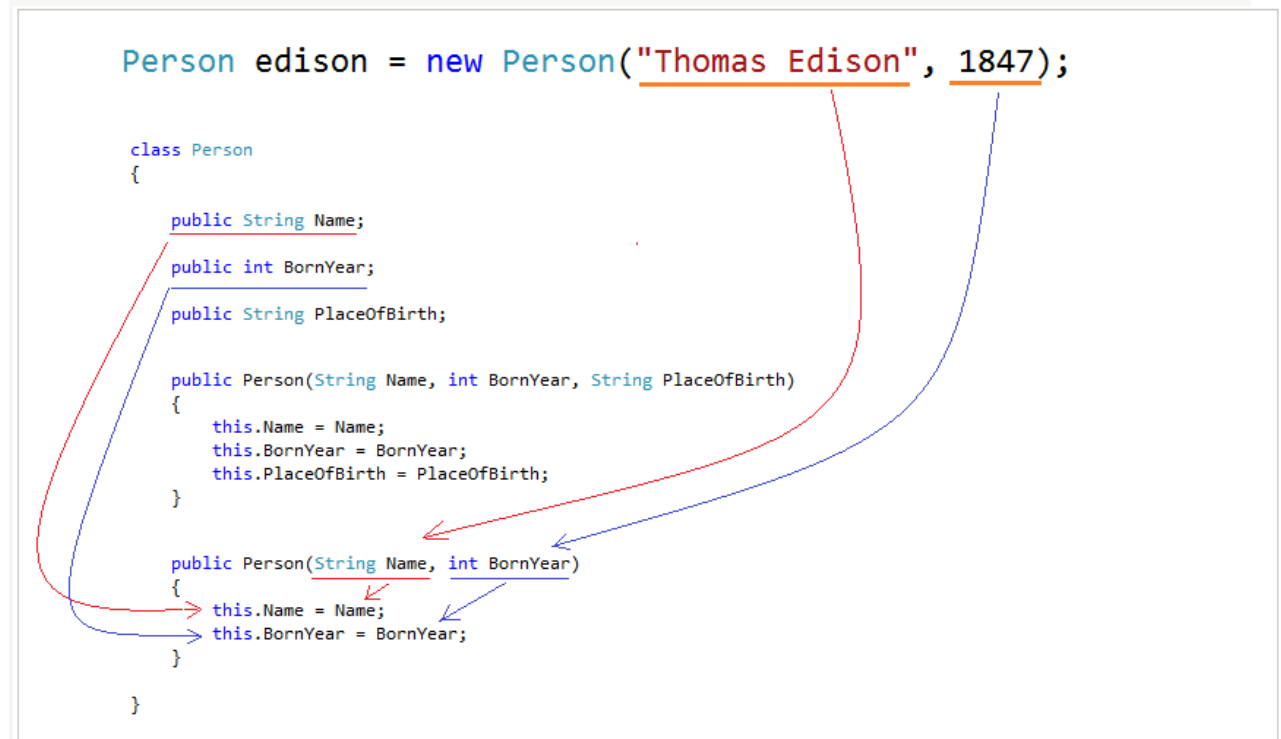 Person edison = new Person("Thomas Edison", 1847);
class Person
{
public String Name;
public int BornYear;
public String PlaceOfBirth;
public Person(String Name, int BornYear, String PlaceOfBirth)
{
this.Name = Name;
this.BornYear = BornYear;
this.PlaceOfBirth = PlaceOfBirth;
}
public Person(String Name, int BornYear)
{
this.Name = Name;
this.BornYear = BornYear;
}
}